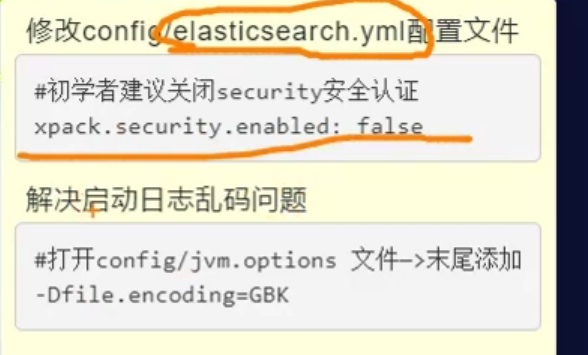 修改config/elasticsearch.yml配置文件
#初学者建议关闭security安全认证
xpack.security.enabled: false
解决启动日志乱码问题
#打开config/jvm.options 文件—>末尾添加
-Dfile.encoding=GBK